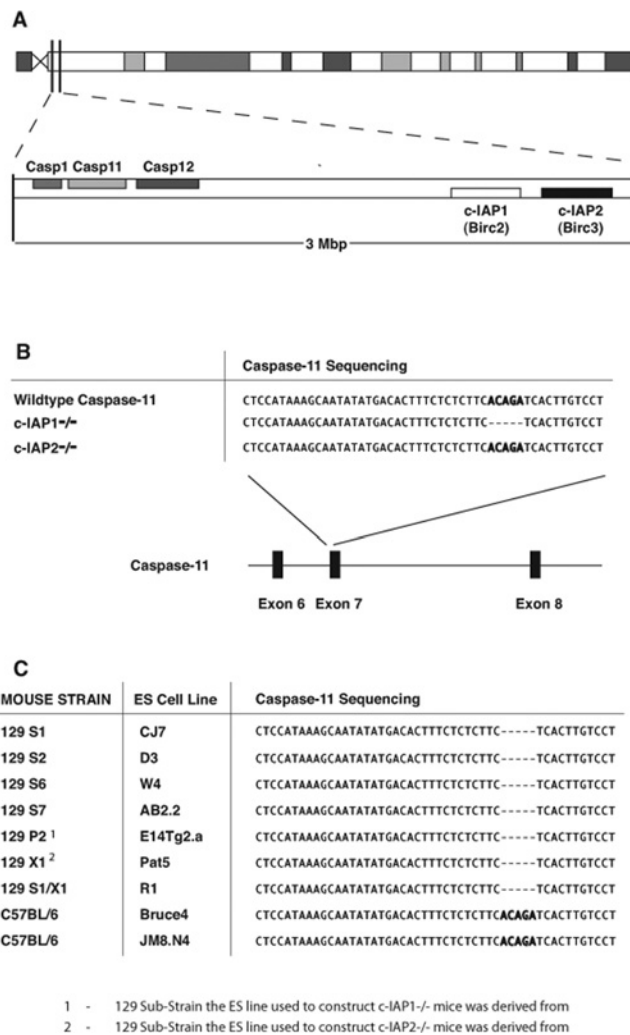 A
Casp1 Casp11 Casp12
c-IAP1 c-IAP2
(Birc2) (Birc3)
3 Mbp
B
Caspase-11 Sequencing
Wildtype Caspase-11 CTCCATAAAGCAATATATGACACTTTCTCTCTTCACAGATCACTTGTCCT
c-IAP1-/- CTCCATAAAGCAATATATGACACTTTCTCTCTTC-----TCACTTGTCCT
c-IAP2-/- CTCCATAAAGCAATATATGACACTTTCTCTCTTCACAGATCACTTGTCCT
Caspase-11
Exon 6 Exon 7 Exon 8
C
MOUSE STRAIN ES Cell Line Caspase-11 Sequencing
129 S1 CJ7 CTCCATAAAGCAATATATGACACTTTCTCTCTTC-----TCACTTGTCCT
129 S2 D3 CTCCATAAAGCAATATATGACACTTTCTCTCTTC-----TCACTTGTCCT
129 S6 W4 CTCCATAAAGCAATATATGACACTTTCTCTCTTC-----TCACTTGTCCT
129 S7 AB2.2 CTCCATAAAGCAATATATGACACTTTCTCTCTTC-----TCACTTGTCCT
129 P2 1 E14Tg2.a CTCCATAAAGCAATATATGACACTTTCTCTCTTC-----TCACTTGTCCT
129 X1 2 Pat5 CTCCATAAAGCAATATATGACACTTTCTCTCTTC-----TCACTTGTCCT
129 S1/X1 R1 CTCCATAAAGCAATATATGACACTTTCTCTCTTC-----TCACTTGTCCT
C57BL/6 Bruce4 CTCCATAAAGCAATATATGACACTTTCTCTCTTCACAGATCACTTGTCCT
C57BL/6 JM8.N4 CTCCATAAAGCAATATATGACACTTTCTCTCTTCACAGATCACTTGTCCT
1 - 129 Sub-Strain the ES line used to construct c-IAP1-/- mice was derived from
2 - 129 Sub-Strain the ES line used to construct c-IAP2-/- mice was derived from